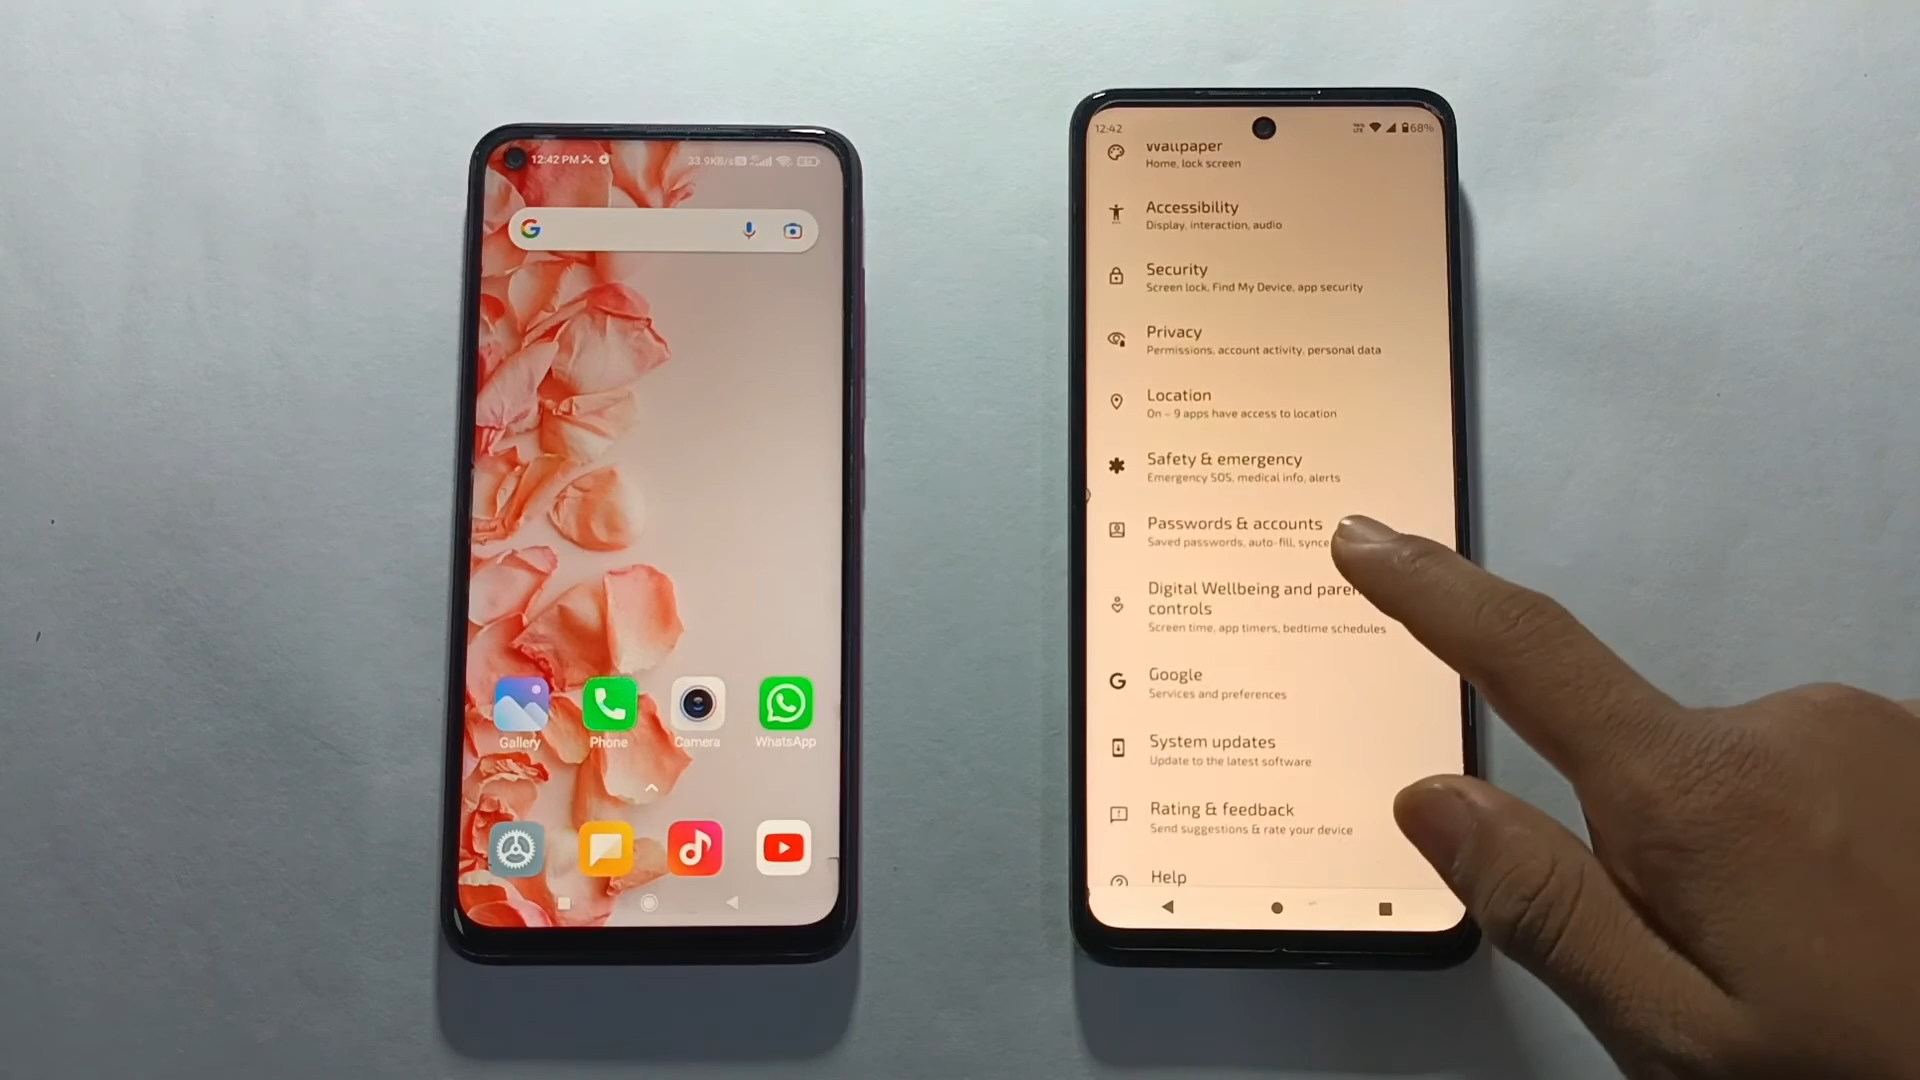 12:42 PM
33.9KB/s
Gallery
Phone
Camera
WhatsApp
12:42
68%
Wallpaper
Home, lock screen
Accessibility
Display, interaction, audio
Security
Screen lock, Find My Device, app security
Privacy
Permissions, account activity, personal data
Location
On – 9 apps have access to location
Safety & emergency
Emergency SOS, medical info, alerts
Passwords & accounts
Saved passwords, auto-fill, synce
Digital Wellbeing and paren
controls
Screen time, app timers, bedtime schedules
Google
Services and preferences
System updates
Update to the latest software
Rating & feedback
Send suggestions & rate your device
Help